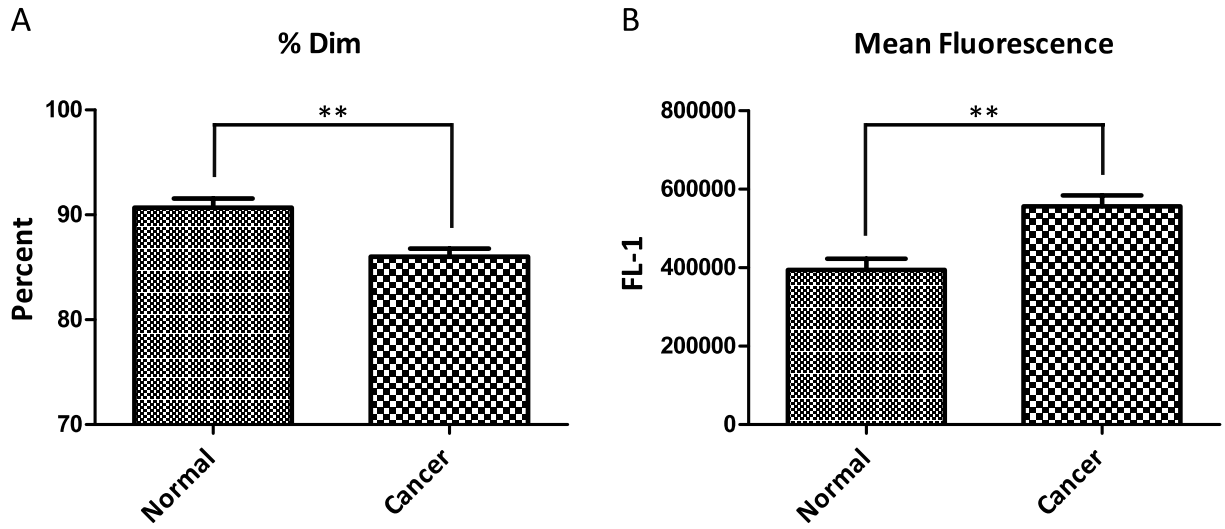 A
% Dim
**
Percent
100
90
80
70
Normal
Cancer
B
Mean Fluorescence
**
FL-1
800000
600000
400000
200000
0
Normal
Cancer